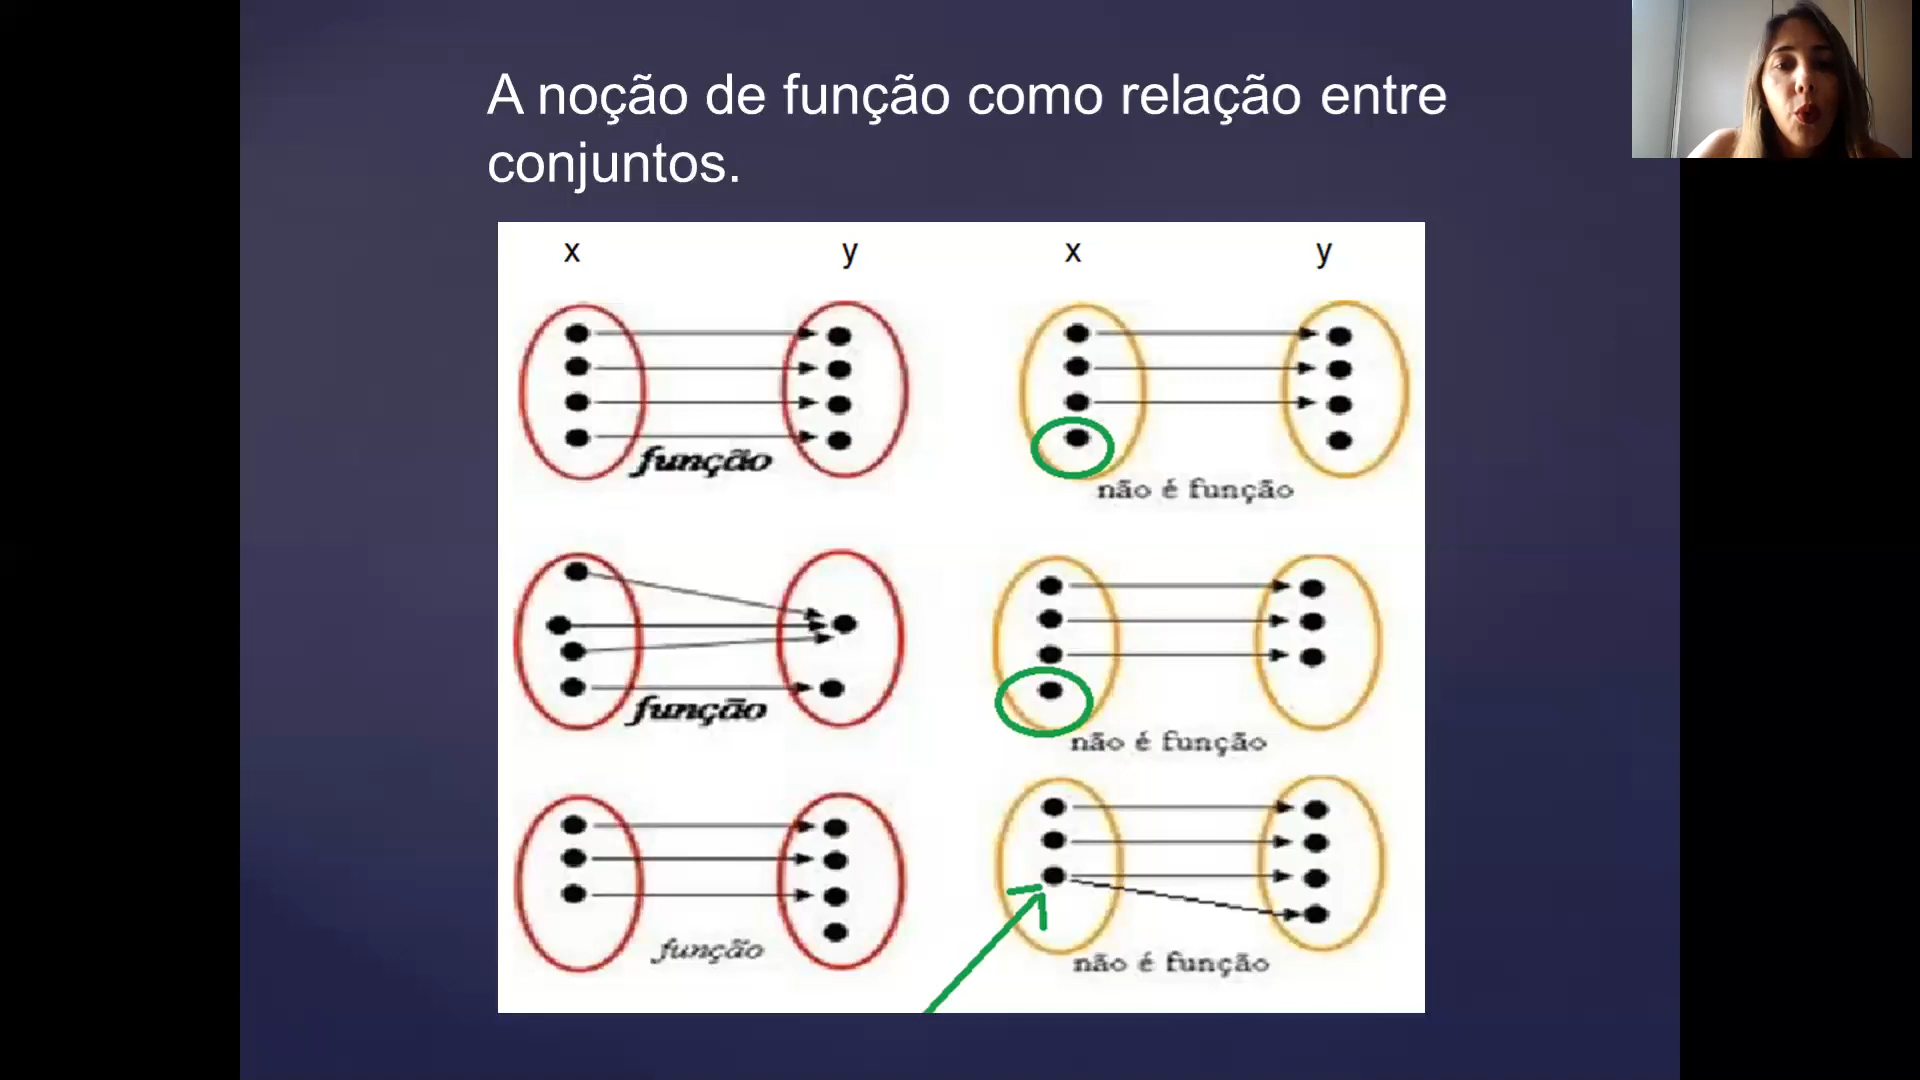 A noção de função como relação entre
conjuntos.
x y x y
função
não é função
função
não é função
função
não é função